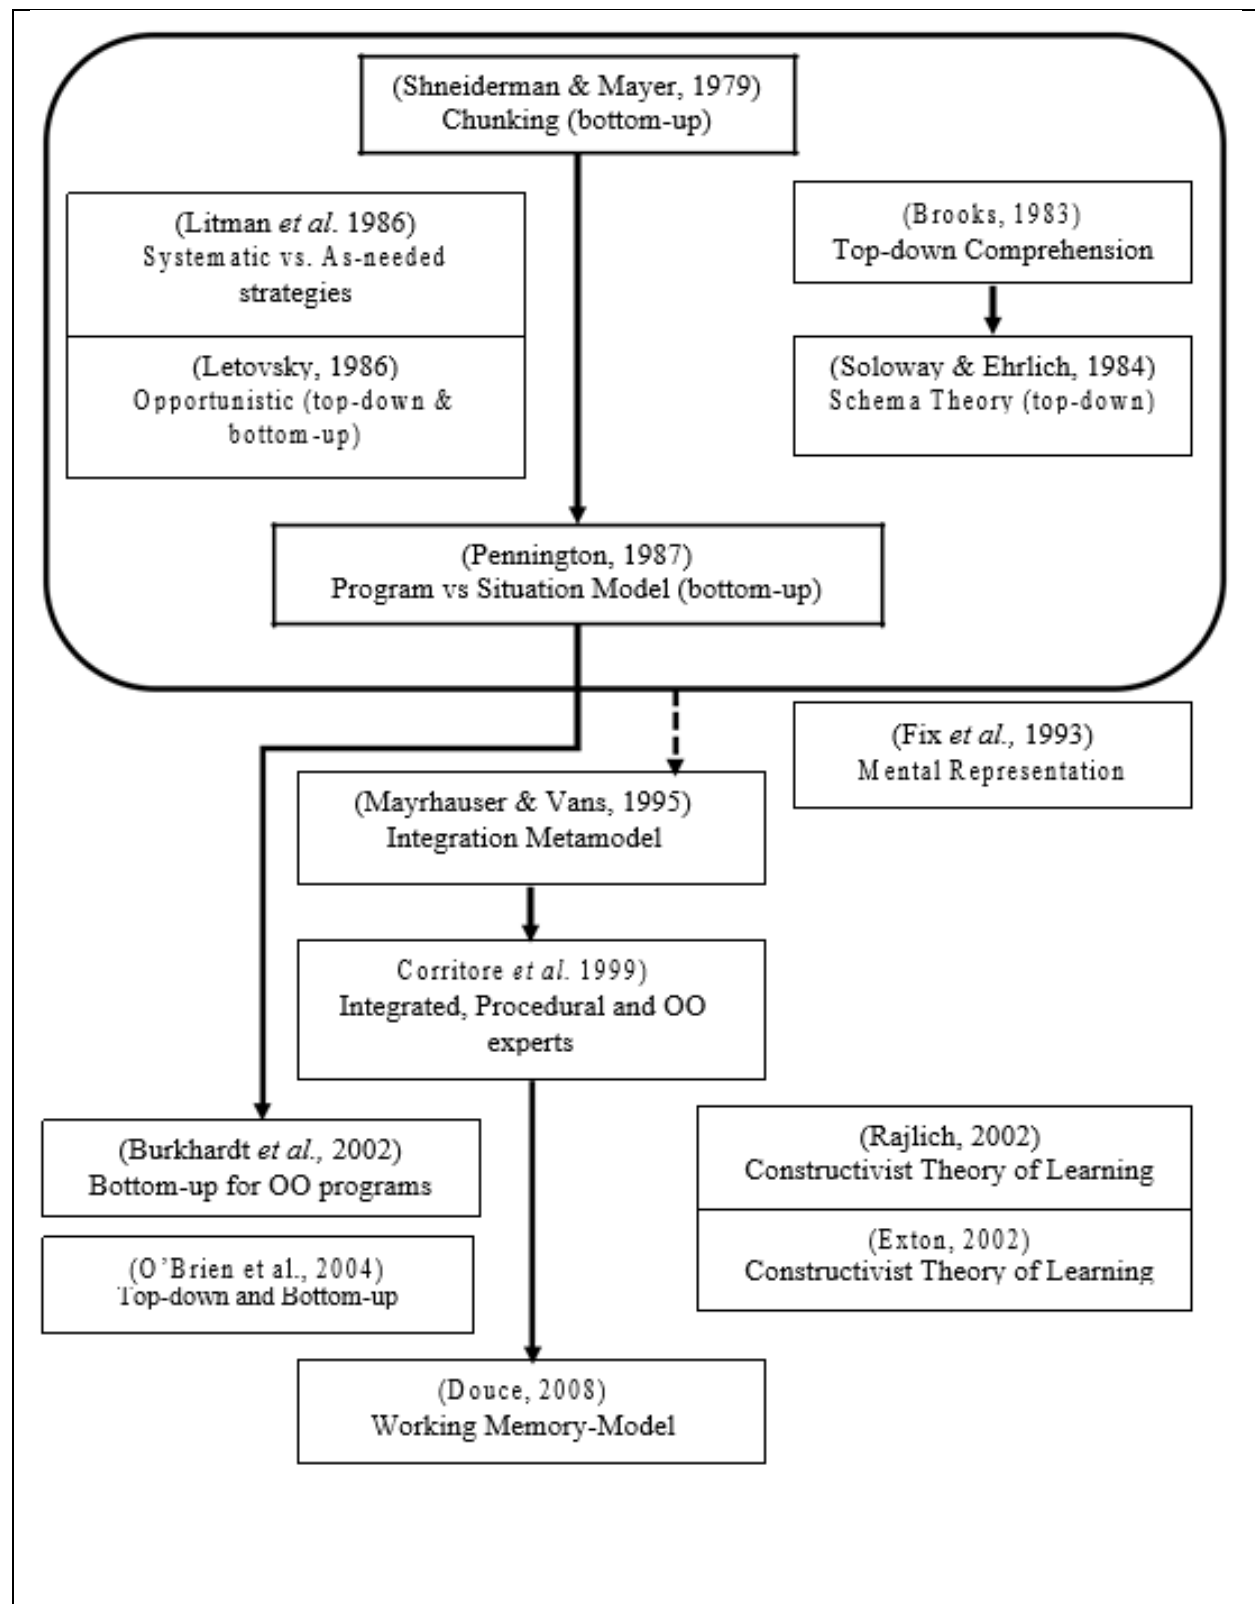 (Shneiderman & Mayer, 1979)
Chunking (bottom-up)
(Litman et al. 1986)
Systematic vs. As-needed
strategies
(Letovsky, 1986)
Opportunistic (top-down &
bottom-up)
(Brooks, 1983)
Top-down Comprehension
(Soloway & Ehrlich, 1984)
Schema Theory (top-down)
(Pennington, 1987)
Program vs Situation Model (bottom-up)
(Fix et al., 1993)
Mental Representation
(Mayrhauser & Vans, 1995)
Integration Metamodel
Corritore et al. 1999)
Integrated, Procedural and OO
experts
(Burkhardt et al., 2002)
Bottom-up for OO programs
(O'Brien et al., 2004)
Top-down and Bottom-up
(Rajlich, 2002)
Constructivist Theory of Learning
(Exton, 2002)
Constructivist Theory of Learning
(Douce, 2008)
Working Memory-Model